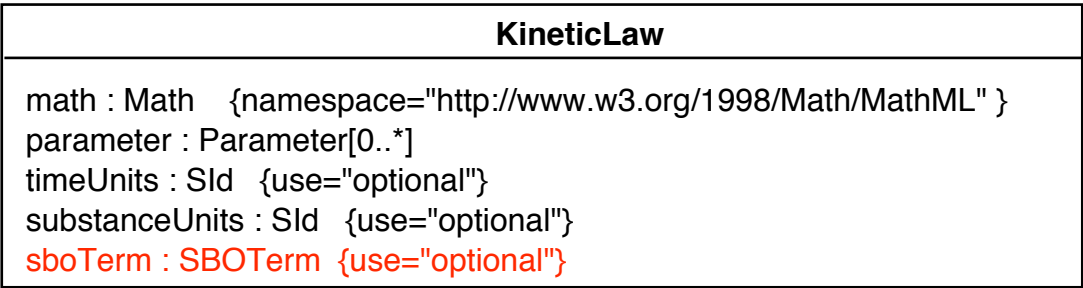 KineticLaw
math : Math {namespace="http://www.w3.org/1998/Math/MathML" }
parameter : Parameter[0..*]
timeUnits : SId {use="optional"}
substanceUnits : SId {use="optional"}
sboTerm : SBOTerm {use="optional"}